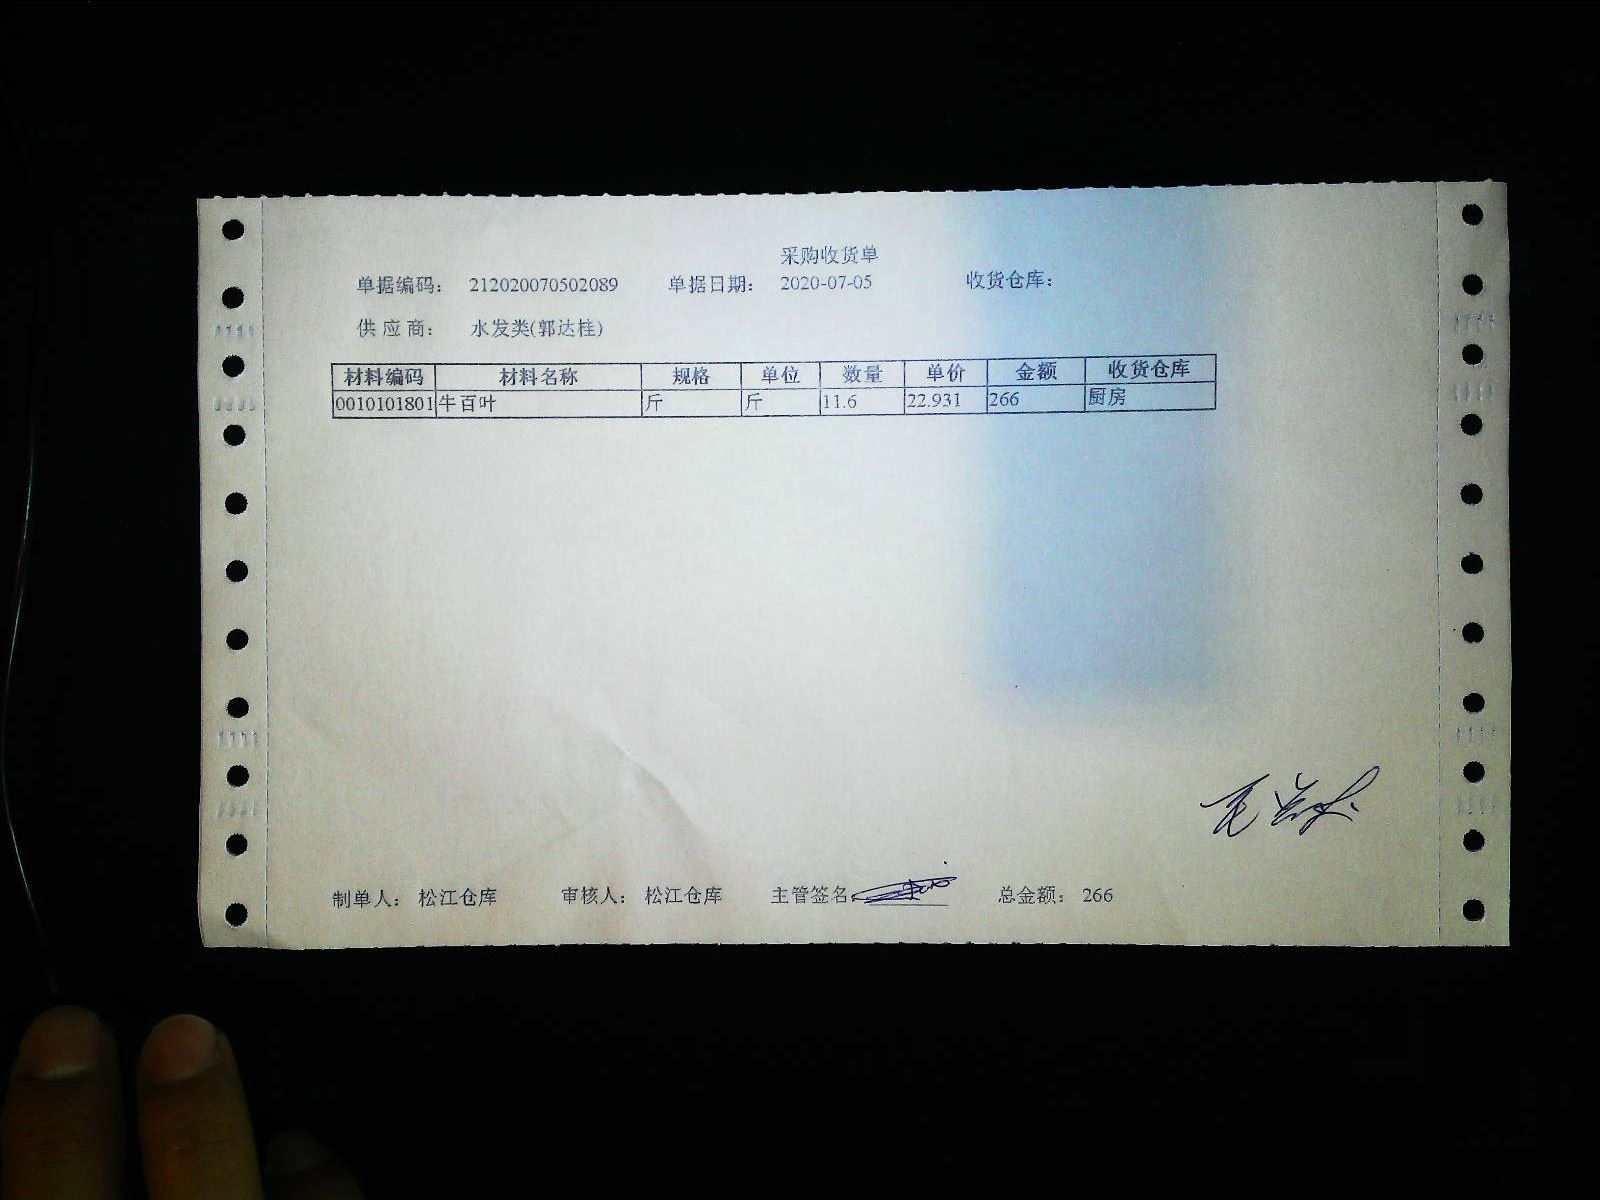 采购收货单
单据编码: 212020070502089 单据日期: 2020-07-05 收货仓库:
供 应 商: 水发类(郭达桂)
材料编码 材料名称 规格 单位 数量 单价 金额 收货仓库
0010101801 牛百叶 斤 斤 11.6 22.931 266 厨房
制单人: 松江仓库 审核人: 松江仓库 主管签名 总金额: 266